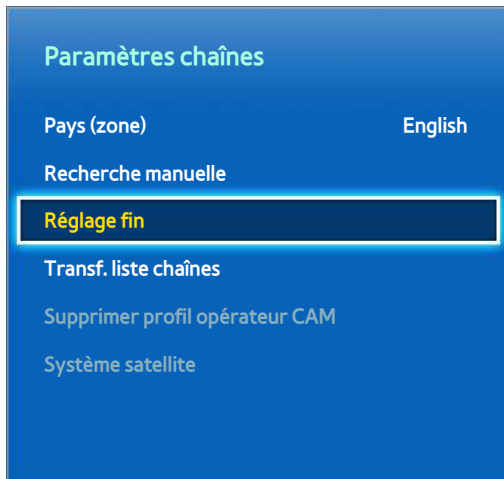 Paramètres chaînes
Pays (zone) English
Recherche manuelle
Réglage fin
Transf. liste chaînes
Supprimer profil opérateur CAM
Système satellite